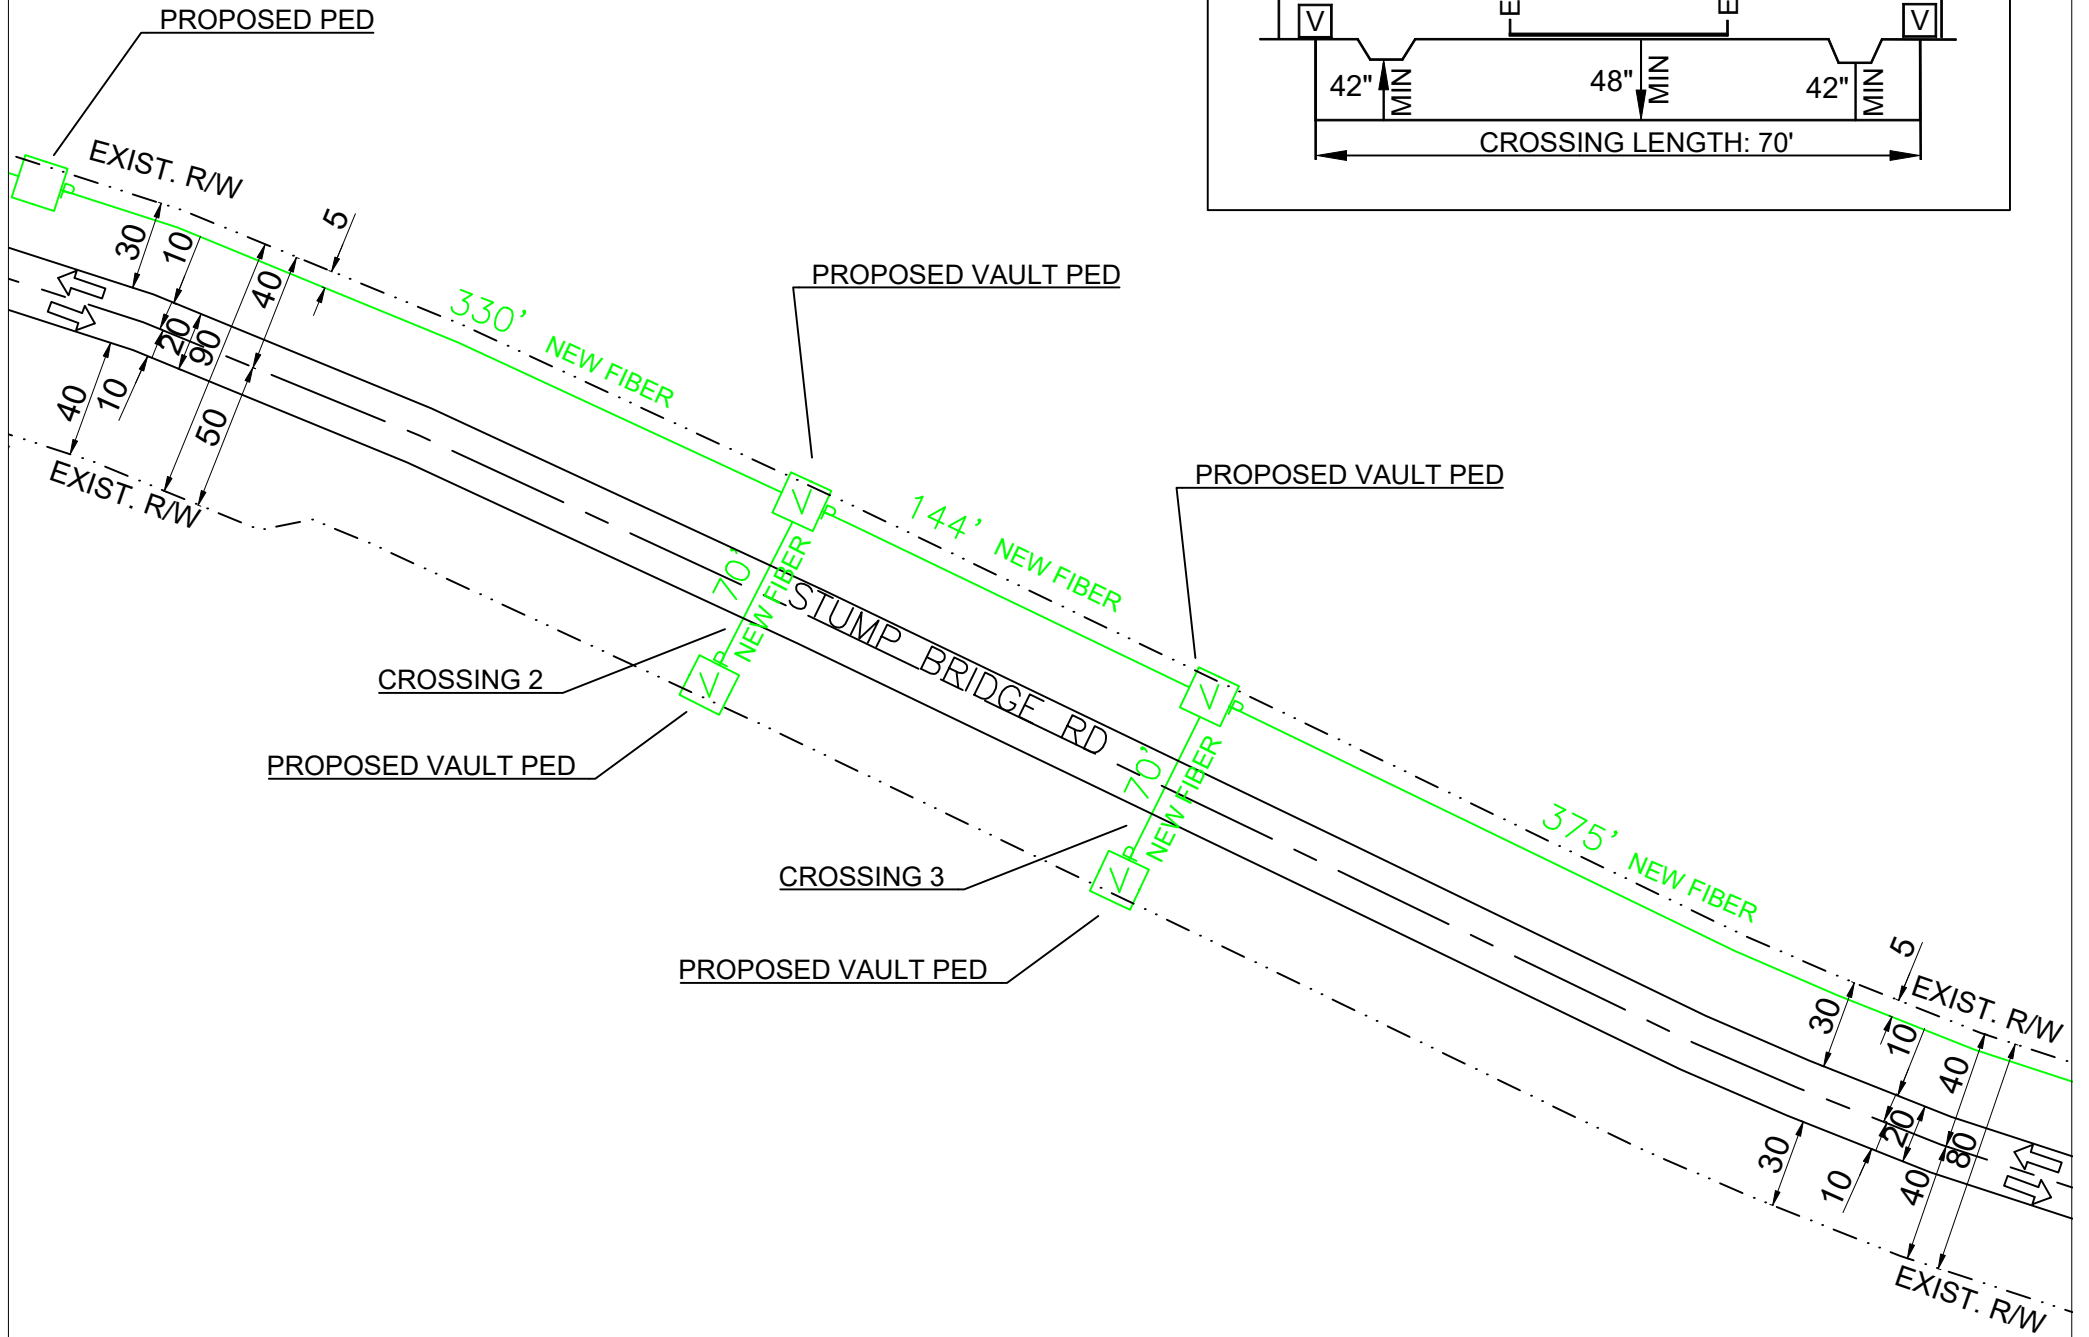 PROPOSED PED
V
V
42"
MIN
48"
MIN
42"
MIN
CROSSING LENGTH: 70'
EXIST. R/W
5
30
10
40
20
90
40
10
50
EXIST. R/W
330' NEW FIBER
PROPOSED VAULT PED
V
P
P
144' NEW FIBER
PROPOSED VAULT PED
70'
NEW FIBER
STUMP BRIDGE RD
CROSSING 2
P
V
PROPOSED VAULT PED
V
P
70'
NEW FIBER
CROSSING 3
P
V
PROPOSED VAULT PED
375' NEW FIBER
5
EXIST. R/W
30
10
40
20
80
30
10
40
EXIST. R/W